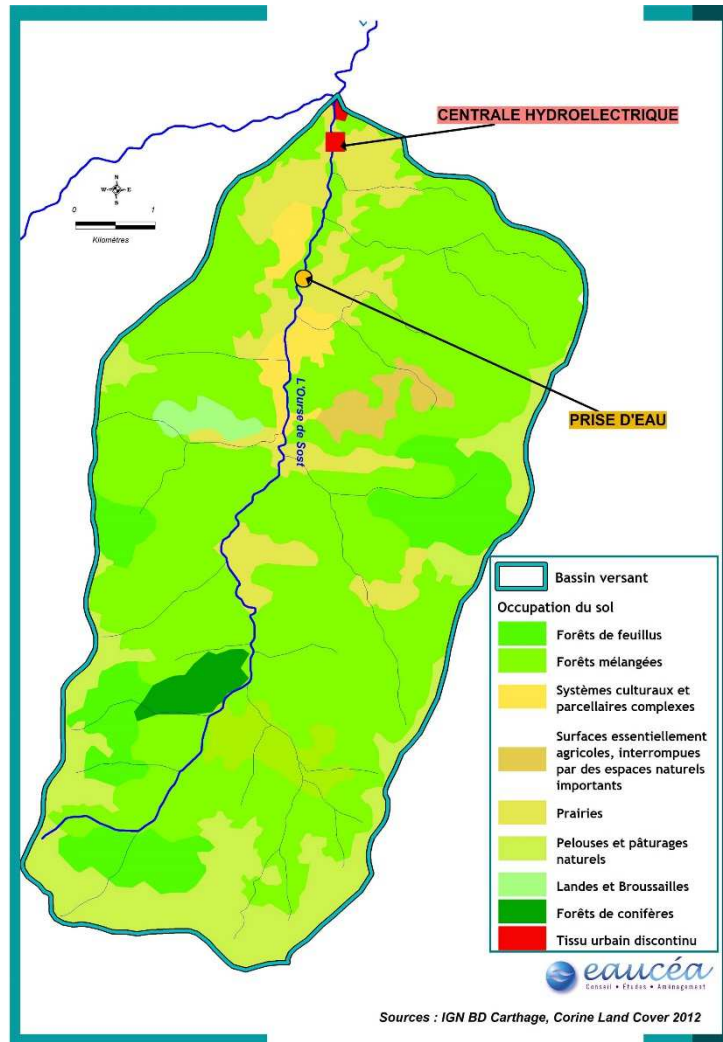 CENTRALE HYDROELECTRIQUE
N
W E
S
0 1
Kilomètres
L'Ourse de Sost
PRISE D'EAU
Bassin versant
Occupation du sol
Forêts de feuillus
Forêts mélangées
Systèmes culturaux et
parcellaires complexes
Surfaces essentiellement
agricoles, interrompues
par des espaces naturels
importants
Prairies
Pelouses et pâturages
naturels
Landes et Broussailles
Forêts de conifères
Tissu urbain discontinu
eaucéa
Conseil • Études • Aménagement
Sources : IGN BD Carthage, Corine Land Cover 2012